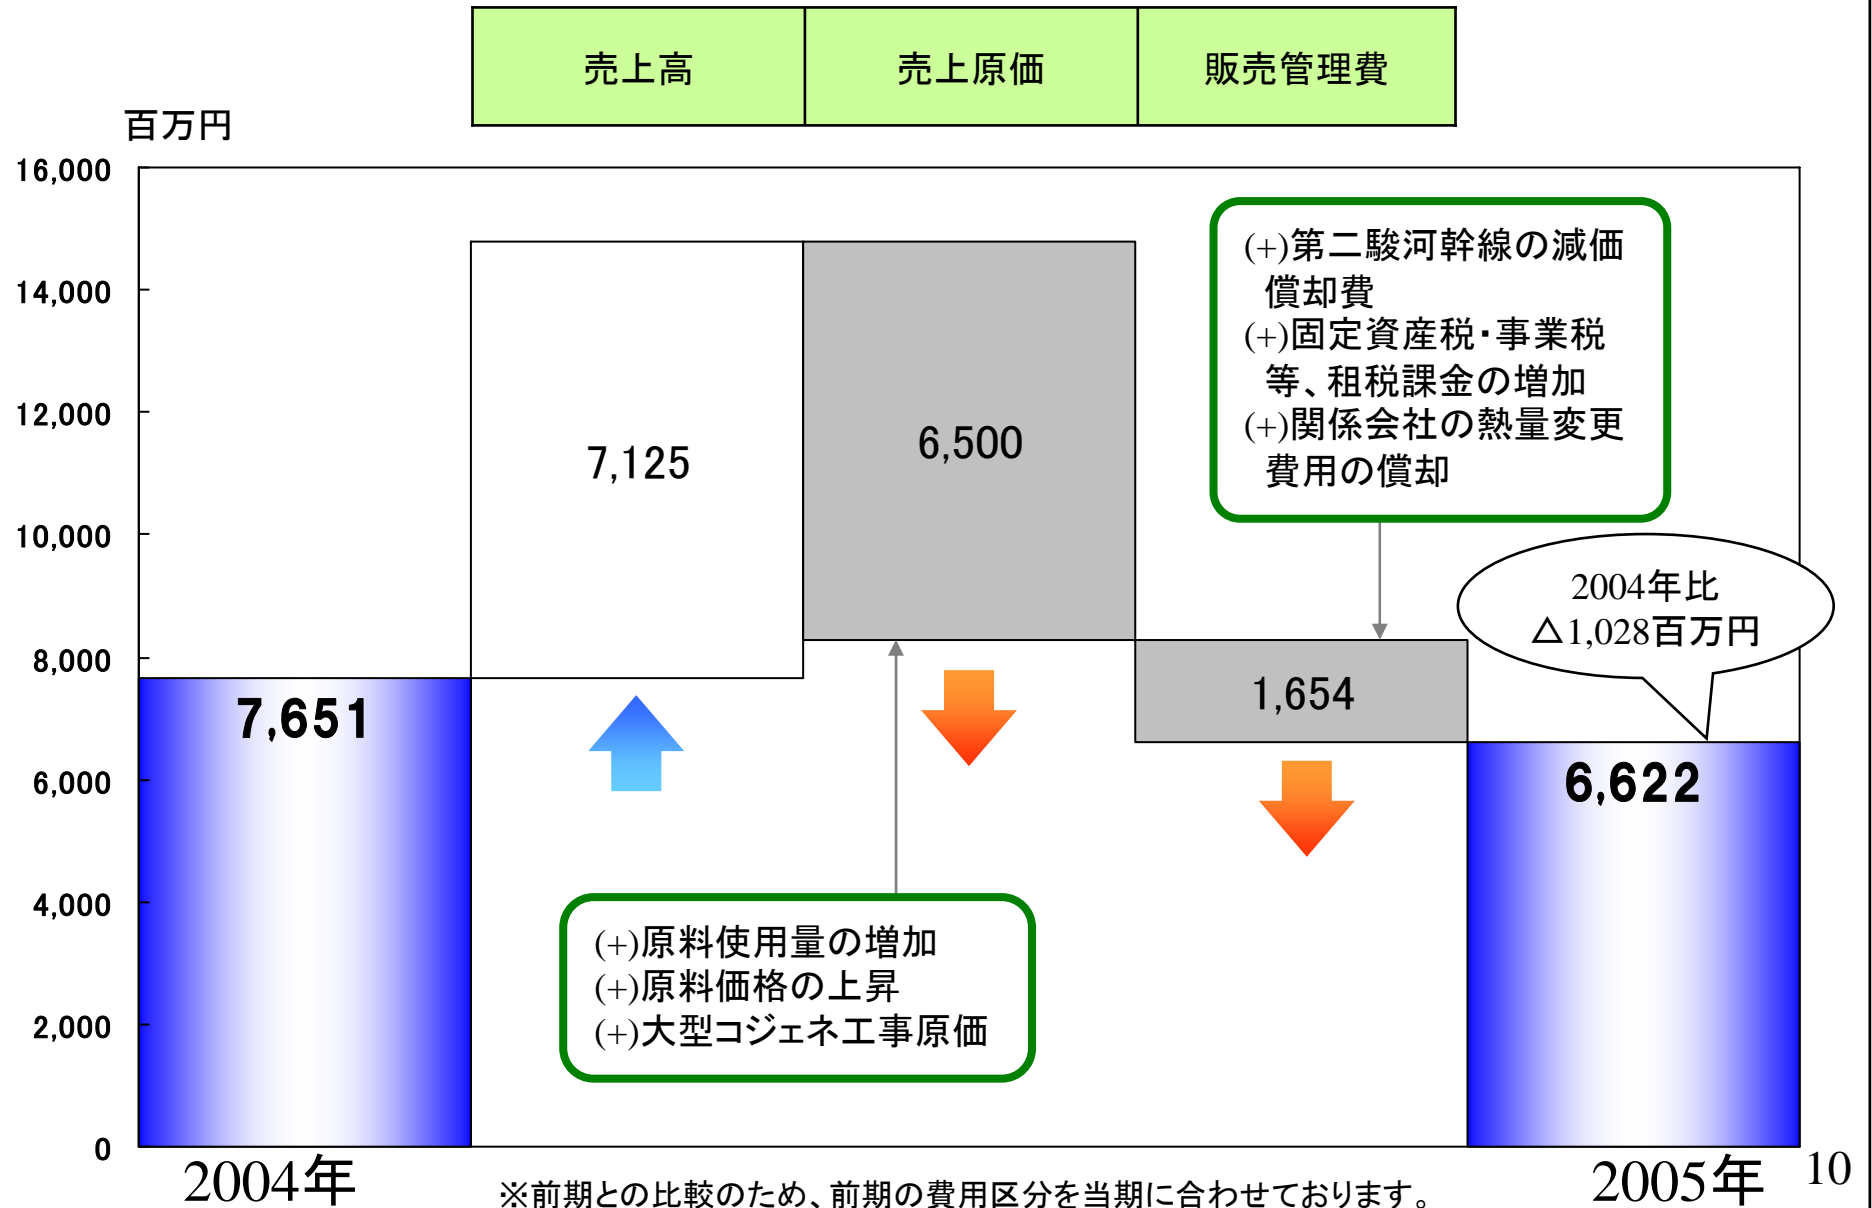 売上高
売上原価
販売管理費
百万円
16,000
14,000
12,000
10,000
8,000
6,000
4,000
2,000
0
7,651
7,125
6,500
1,654
6,622
(+)第二駿河幹線の減価
償却費
(+)固定資産税・事業税
等、租税課金の増加
(+)関係会社の熱量変更
費用の償却
2004年比
△1,028百万円
(+)原料使用量の増加
(+)原料価格の上昇
(+)大型コジェネ工事原価
2004年
2005年
※前期との比較のため、前期の費用区分を当期に合わせております。
10